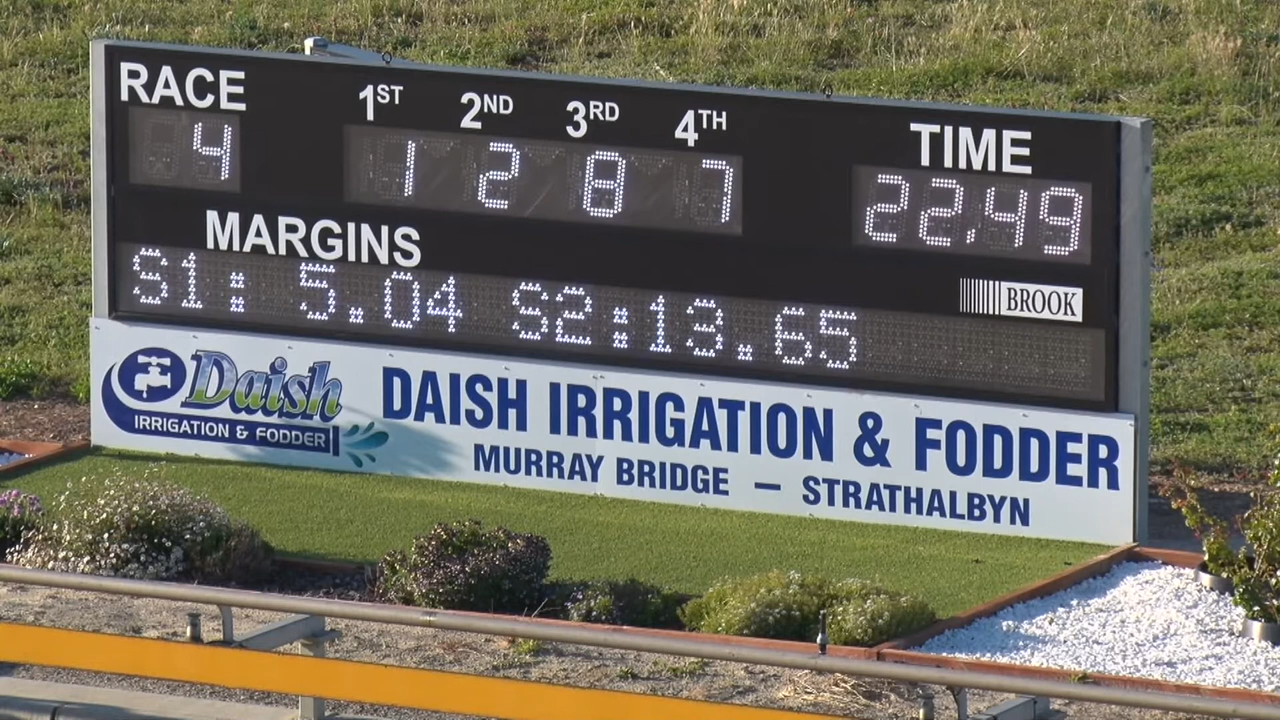 RACE 1ST 2ND 3RD 4TH TIME
4 1 2 8 7 22.49
MARGINS
BROOK
S1: 5.04 S2:13.65
Daish
IRRIGATION & FODDER
DAISH IRRIGATION & FODDER
MURRAY BRIDGE – STRATHALBYN